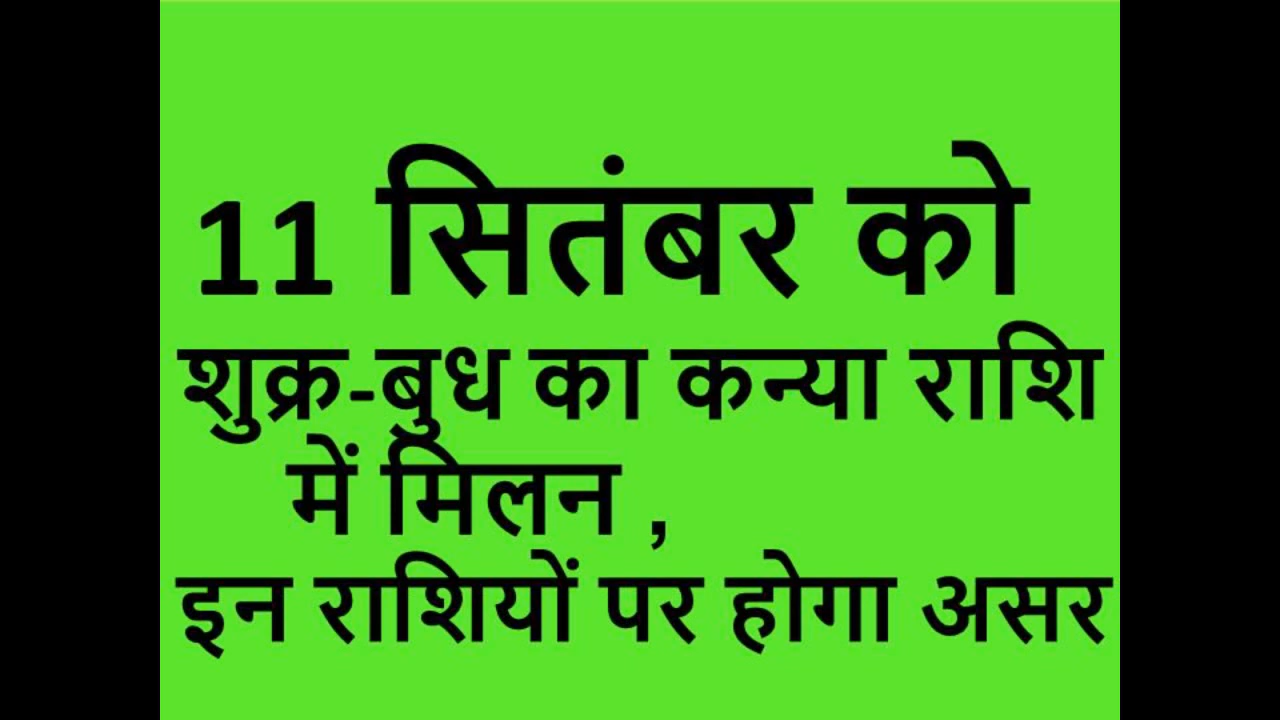 11 सितंबर को
शुक्र-बुध का कन्या राशि
में मिलन ,
इन राशियों पर होगा असर